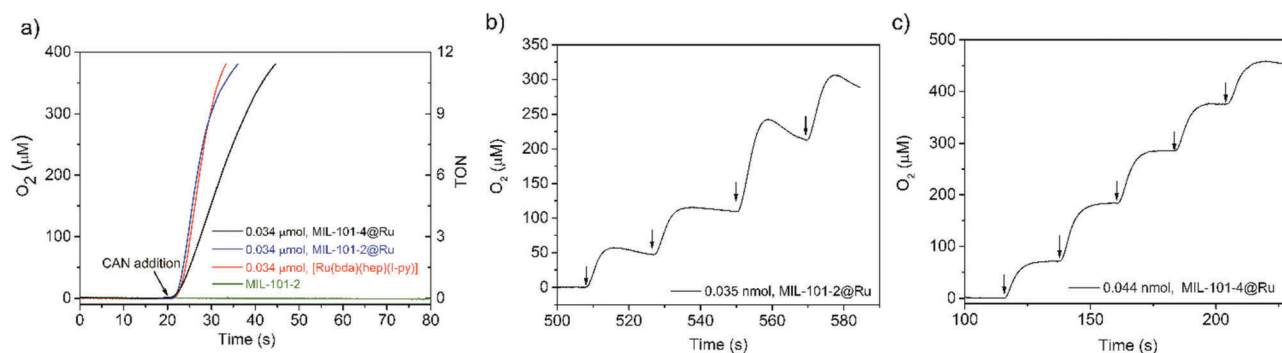 a)
400
300
200
100
0
O2 (µM)
12
9
6
3
0
TON
CAN addition
0.034 µmol, MIL-101-4@Ru
0.034 µmol, MIL-101-2@Ru
0.034 µmol, [Ru(bda)(hep)(I-py)]
MIL-101-2
0 10 20 30 40 50 60 70 80
Time (s)
b)
350
300
250
200
150
100
50
0
O2 (µM)
0.035 nmol, MIL-101-2@Ru
500 520 540 560 580
Time (s)
c)
500
400
300
200
100
0
O2 (µM)
0.044 nmol, MIL-101-4@Ru
100 150 200
Time (s)